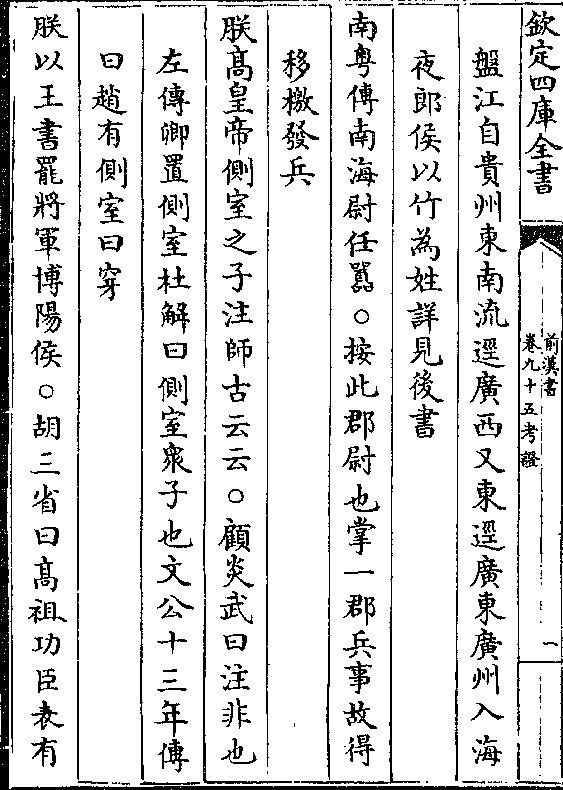 欽定四庫全書
前漢書
卷九十五考證
一
盤江自貴州東南流逕廣西又東逕廣東廣州入海
夜郎侯以竹為姓詳見後書
南粤傳南海尉任囂○按此郡尉也掌一郡兵事故得
移檄發兵
朕髙皇帝側室之子注師古云云○顧炎武曰注非也
左傳卿置側室杜解曰側室衆子也文公十三年傳
曰趙有側室曰穿
朕以王書罷將軍博陽侯○胡三省曰髙祖功臣表有